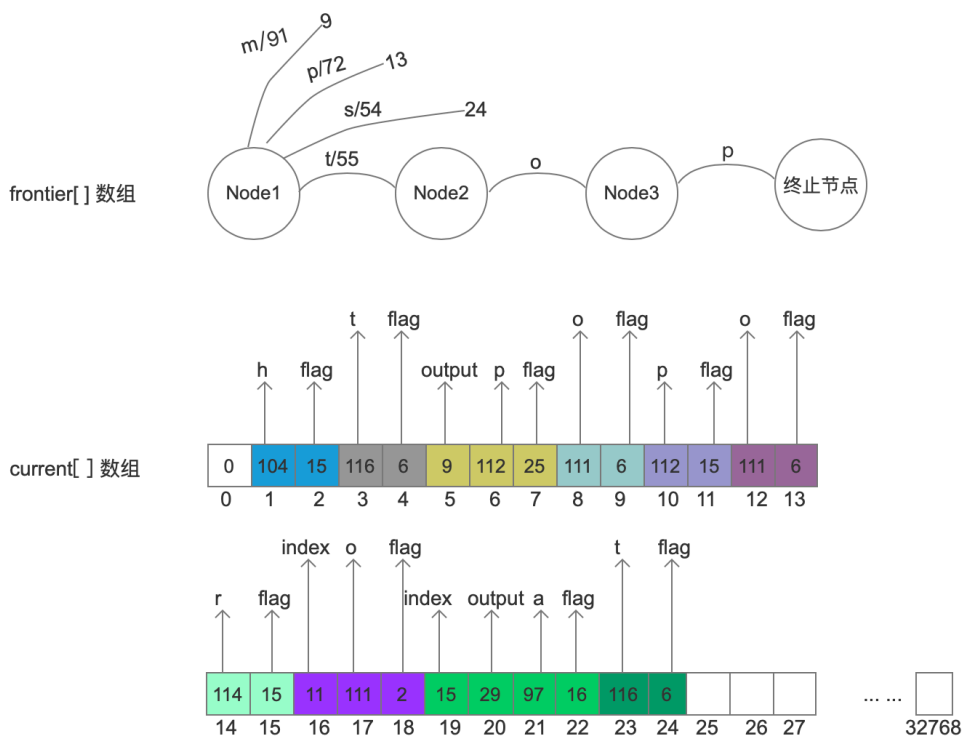 m/91 9
p/72 13
s/54 24
t/55 o p
frontier[ ] 数组 Node1 Node2 Node3 终止节点
t flag o flag o flag
h flag output p flag p flag
current[ ] 数组 0 104 15 116 6 9 112 25 111 6 112 15 111 6
0 1 2 3 4 5 6 7 8 9 10 11 12 13
index o flag t flag
r flag index output a flag
114 15 11 111 2 15 29 97 16 116 6 ... ...
14 15 16 17 18 19 20 21 22 23 24 25 26 27 32768